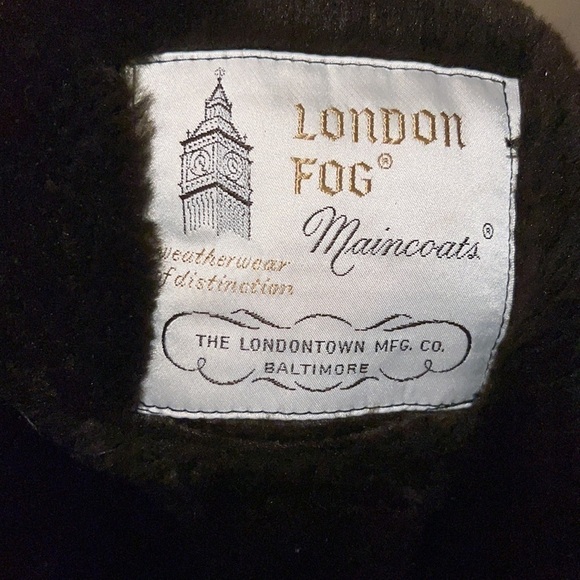 LONDON
FOG®
Maincoats®
weatherwear
of distinction
THE LONDONTOWN MFG. CO.
BALTIMORE